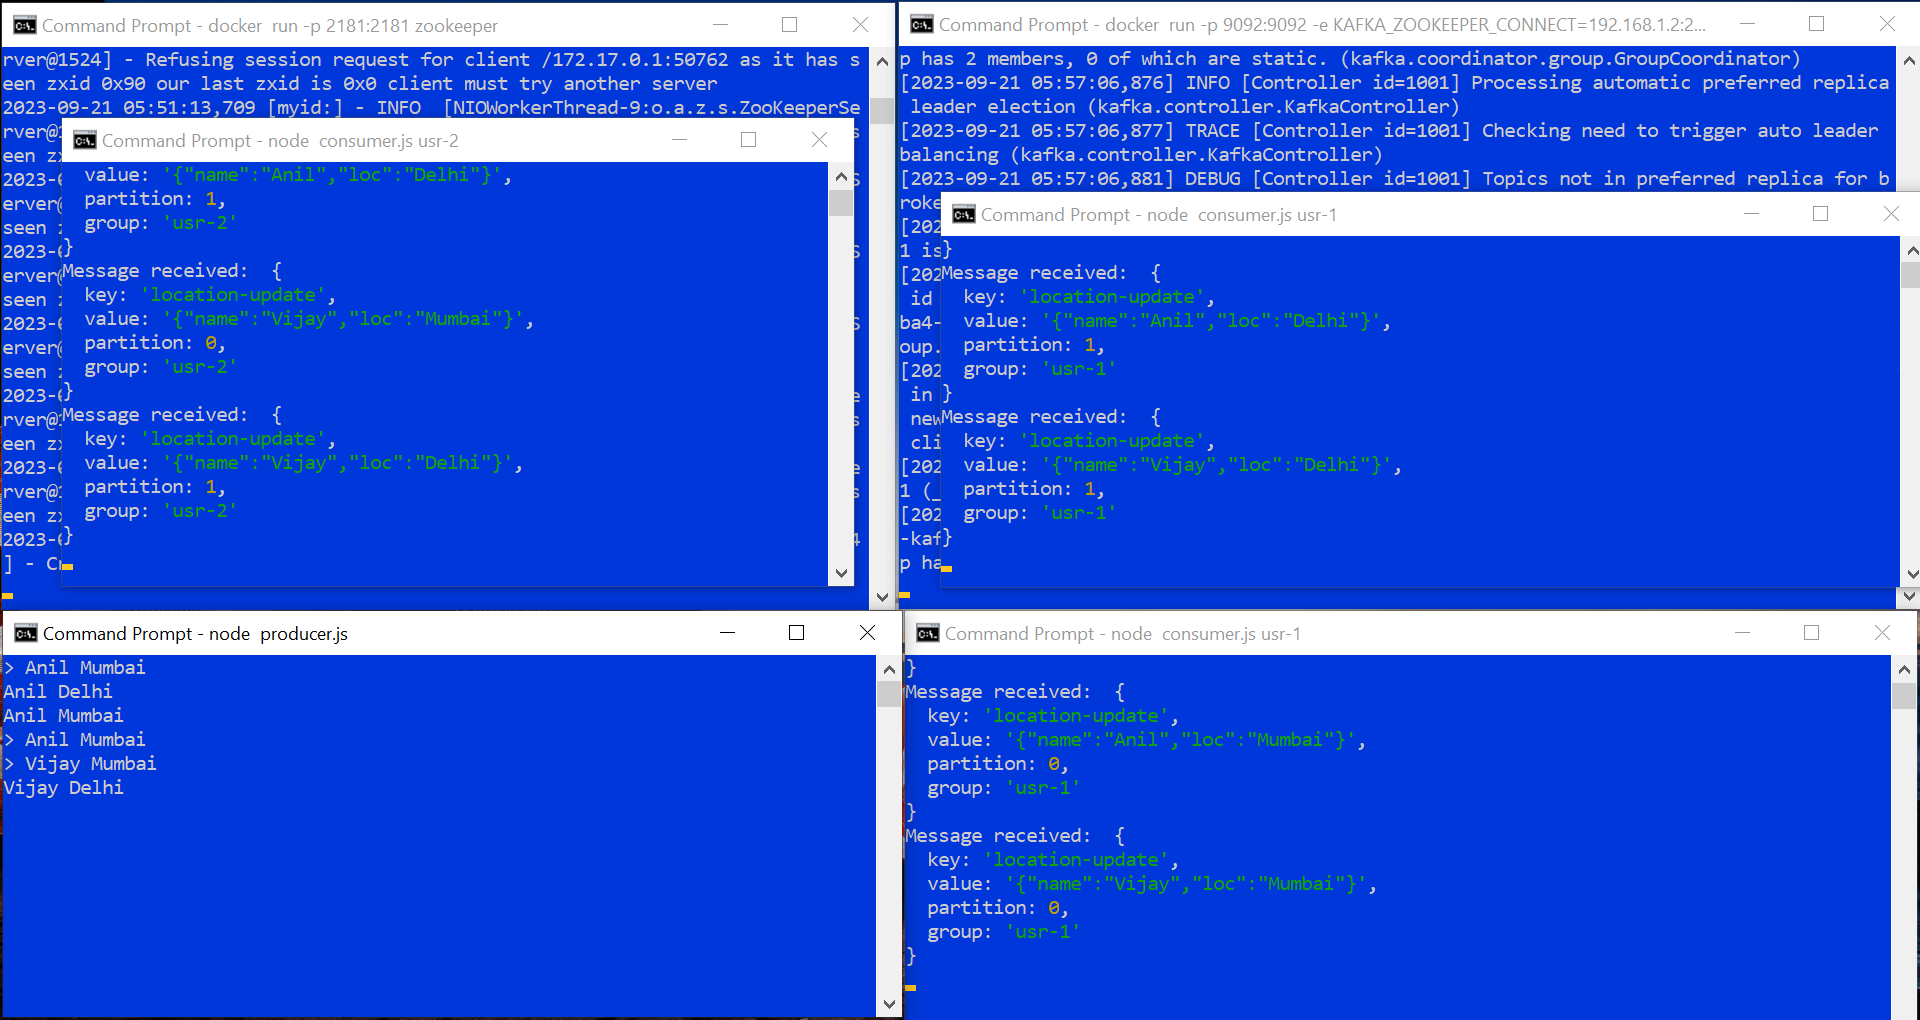 Command Prompt - docker  run -p 2181:2181 zookeeper
rver@1524] - Refusing session request for client /172.17.0.1:50762 as it has s
een zxid 0x90 our last zxid is 0x0 client must try another server
2023-09-21 05:51:13,709 [myid:] - INFO  [NIOWorkerThread-9:o.a.z.s.ZooKeeperSe
rver@
een z
2023-
erver@
seen
2023-
erver@
seen
2023-
erver@
seen
2023-
rver@
een z
2023-
rver@
een z
2023-
] - C
Command Prompt - node  consumer.js usr-2
value: '{"name":"Anil","loc":"Delhi"}',
partition: 1,
group: 'usr-2'
}
Message received:  {
key: 'location-update',
value: '{"name":"Vijay","loc":"Mumbai"}',
partition: 0,
group: 'usr-2'
}
Message received:  {
key: 'location-update',
value: '{"name":"Vijay","loc":"Delhi"}',
partition: 1,
group: 'usr-2'
}
Command Prompt - docker  run -p 9092:9092 -e KAFKA_ZOOKEEPER_CONNECT=192.168.1.2:2...
p has 2 members, 0 of which are static. (kafka.coordinator.group.GroupCoordinator)
[2023-09-21 05:57:06,876] INFO [Controller id=1001] Processing automatic preferred replica
leader election (kafka.controller.KafkaController)
[2023-09-21 05:57:06,877] TRACE [Controller id=1001] Checking need to trigger auto leader
balancing (kafka.controller.KafkaController)
[2023-09-21 05:57:06,881] DEBUG [Controller id=1001] Topics not in preferred replica for b
roke
[202
1 is
[202
id
ba4-
oup.
[202
in
new
cli
[202
1 (_
[202
-kaf
p ha
Command Prompt - node  consumer.js usr-1
}
Message received:  {
key: 'location-update',
value: '{"name":"Anil","loc":"Delhi"}',
partition: 1,
group: 'usr-1'
}
Message received:  {
key: 'location-update',
value: '{"name":"Vijay","loc":"Delhi"}',
partition: 1,
group: 'usr-1'
}
Command Prompt - node  producer.js
> Anil Mumbai
Anil Delhi
Anil Mumbai
> Anil Mumbai
> Vijay Mumbai
Vijay Delhi
Command Prompt - node  consumer.js usr-1
}
Message received:  {
key: 'location-update',
value: '{"name":"Anil","loc":"Mumbai"}',
partition: 0,
group: 'usr-1'
}
Message received:  {
key: 'location-update',
value: '{"name":"Vijay","loc":"Mumbai"}',
partition: 0,
group: 'usr-1'
}